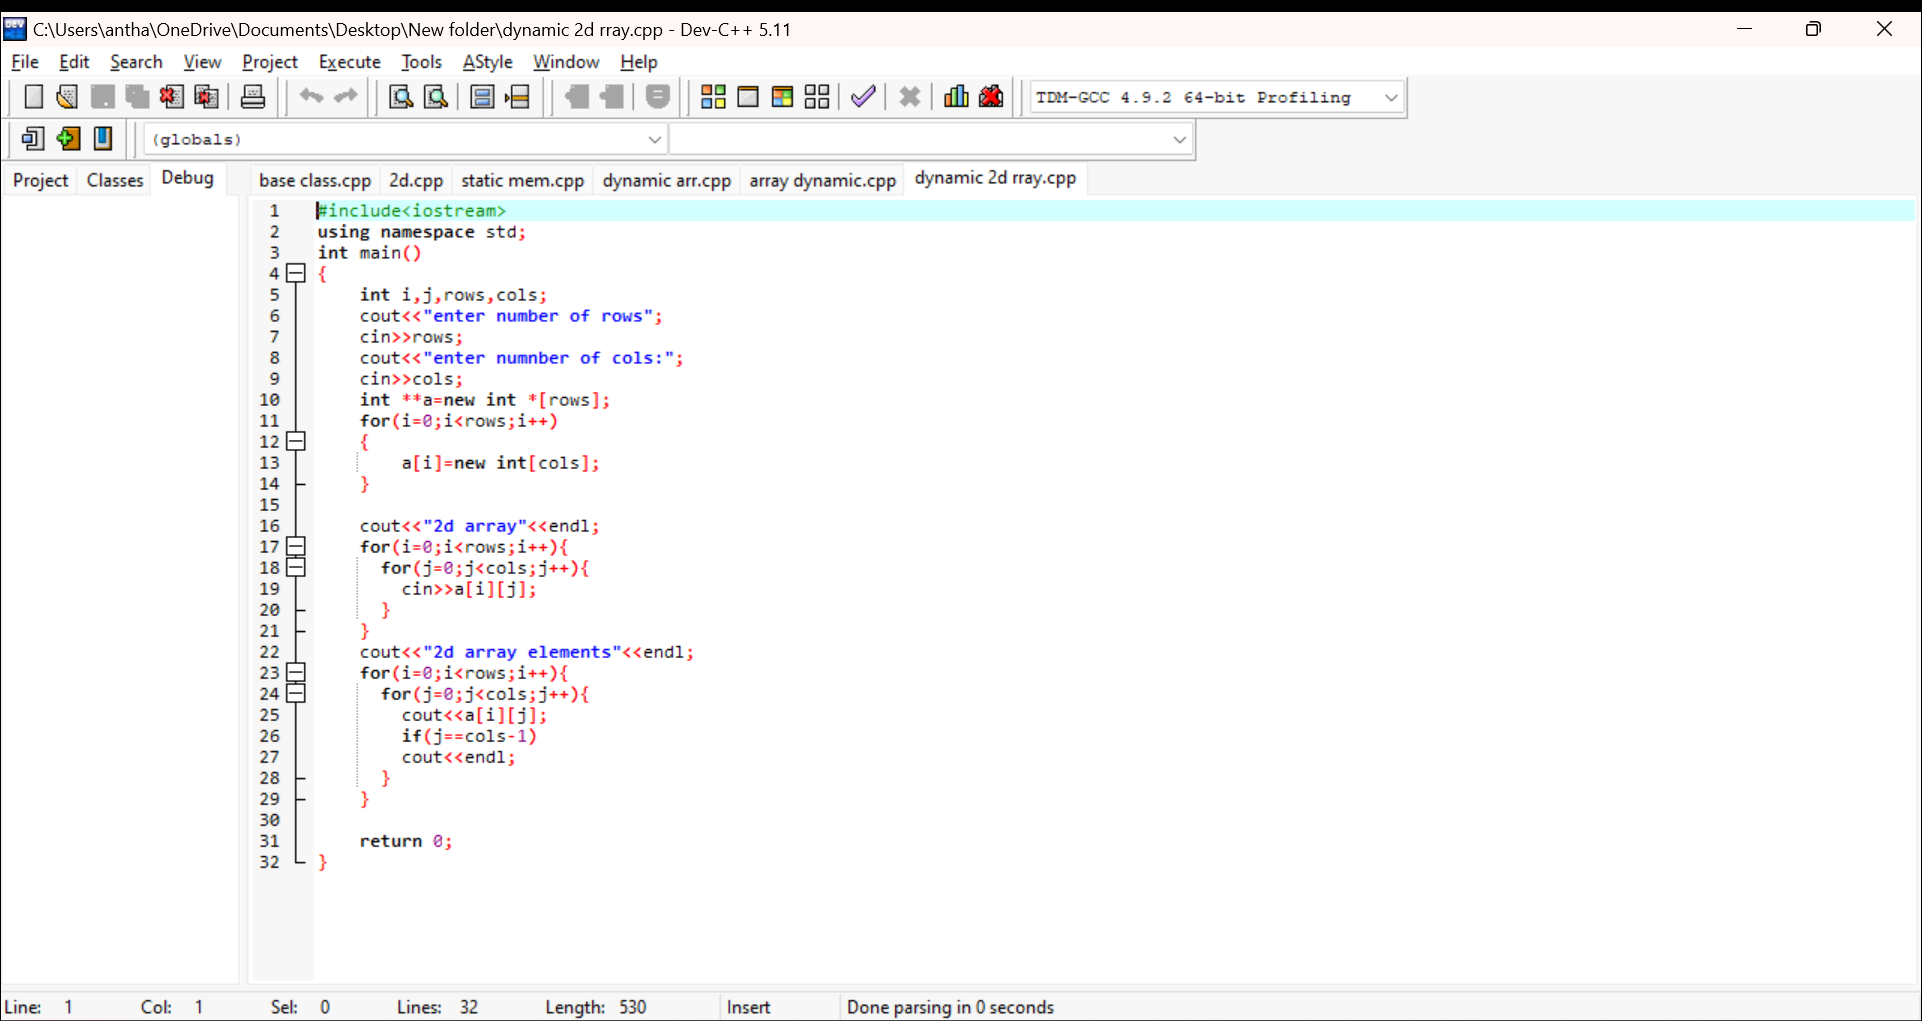 C:\Users\antha\OneDrive\Documents\Desktop\New folder\dynamic 2d rray.cpp - Dev-C++ 5.11
File Edit Search View Project Execute Tools AStyle Window Help
TDM-GCC 4.9.2 64-bit Profiling
(globals)
Project Classes Debug base class.cpp 2d.cpp static mem.cpp dynamic arr.cpp array dynamic.cpp dynamic 2d rray.cpp
1 #include<iostream>
2 using namespace std;
3 int main()
4 {
5 int i,j,rows,cols;
6 cout<<"enter number of rows";
7 cin>>rows;
8 cout<<"enter numnber of cols:";
9 cin>>cols;
10 int **a=new int *[rows];
11 for(i=0;i<rows;i++)
12 {
13 a[i]=new int[cols];
14 }
15
16 cout<<"2d array"<<endl;
17 for(i=0;i<rows;i++){
18 for(j=0;j<cols;j++){
19 cin>>a[i][j];
20 }
21 }
22 cout<<"2d array elements"<<endl;
23 for(i=0;i<rows;i++){
24 for(j=0;j<cols;j++){
25 cout<<a[i][j];
26 if(j==cols-1)
27 cout<<endl;
28 }
29 }
30
31 return 0;
32 }
Line: 1 Col: 1 Sel: 0 Lines: 32 Length: 530 Insert Done parsing in 0 seconds